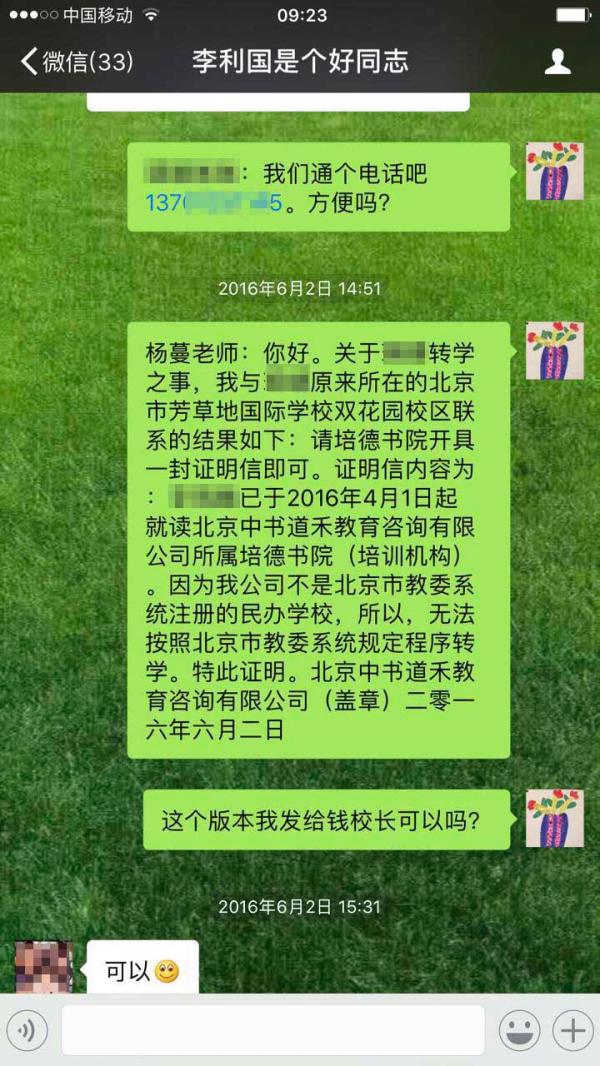 中国移动
09:23
微信(33)
李利国是个好同志
：我们通个电话吧
137
5。方便吗？
2016年6月2日 14:51
杨蔓老师：你好。关于
转学
之事，我与
原来所在的北京
市芳草地国际学校双花园校区联
系的结果如下：请培德书院开具
一封证明信即可。证明信内容为
：
已于2016年4月1日起
就读北京中书道禾教育咨询有限
公司所属培德书院（培训机构）
。因为我公司不是北京市教委系
统注册的民办学校，所以，无法
按照北京市教委系统规定程序转
学。特此证明。北京中书道禾教
育咨询有限公司（盖章）二零一
六年六月二日
这个版本我发给钱校长可以吗？
2016年6月2日 15:31
可以